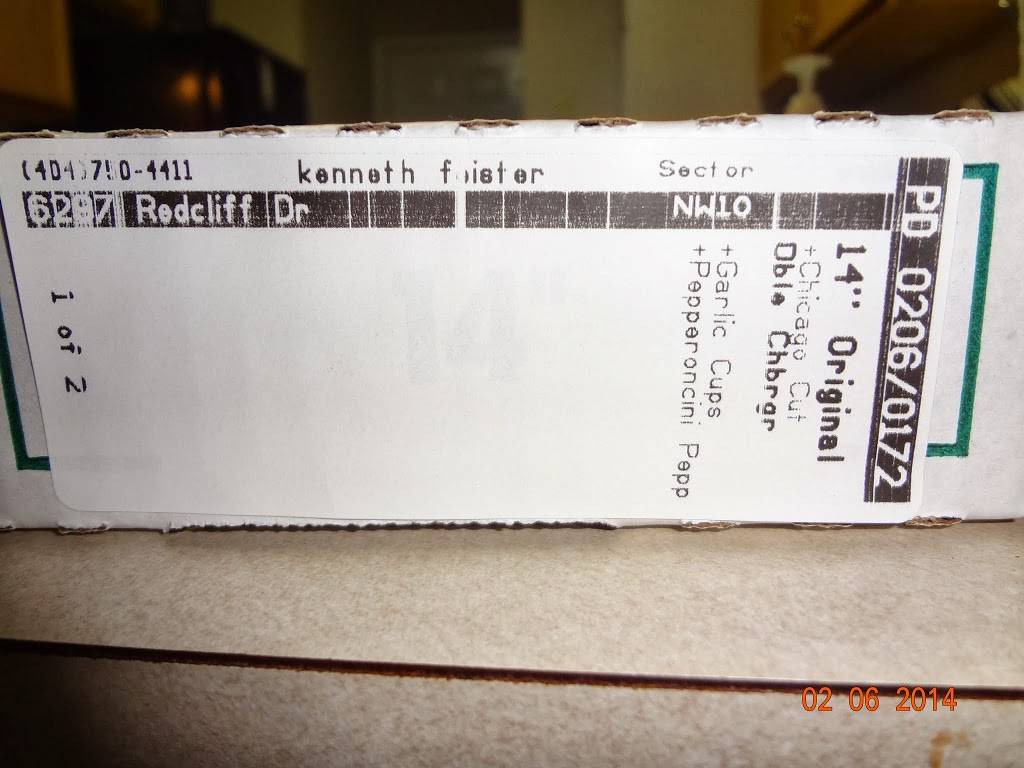 (404)750-4411 kenneth foister Sector
6297 Redcliff Dr NW10
PD 0206/0172
14" Original
+Chicago Cut
Dble Chbrgr
+Garlic Cups
+Pepperoncini Pepp
1 of 2
02 06 2014